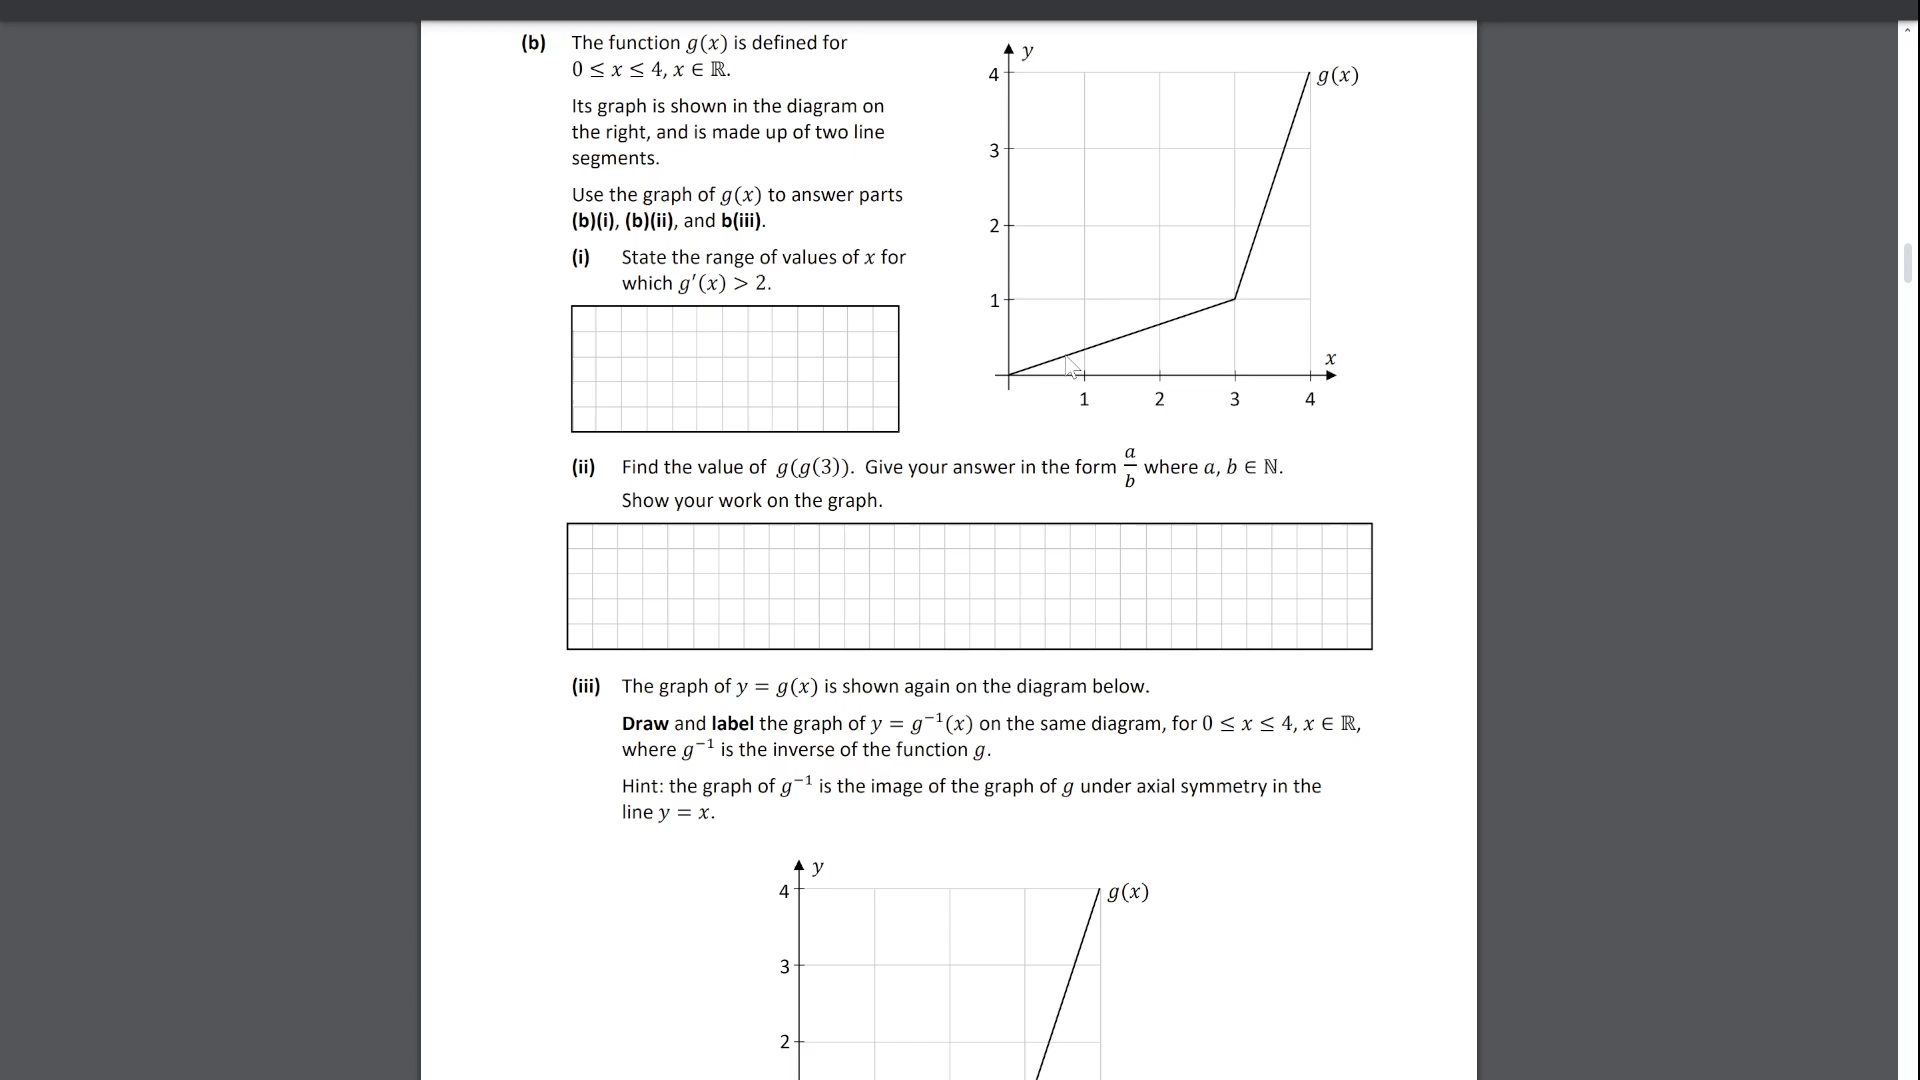 (b) The function g(x) is defined for
0 ≤ x ≤ 4, x ∈ ℝ.
Its graph is shown in the diagram on
the right, and is made up of two line
segments.
Use the graph of g(x) to answer parts
(b)(i), (b)(ii), and b(iii).
(i) State the range of values of x for
which g′(x) > 2.
y
4
g(x)
3
2
1
x
1 2 3 4
(ii) Find the value of g(g(3)). Give your answer in the form a/b where a, b ∈ ℕ.
Show your work on the graph.
(iii) The graph of y = g(x) is shown again on the diagram below.
Draw and label the graph of y = g⁻¹(x) on the same diagram, for 0 ≤ x ≤ 4, x ∈ ℝ,
where g⁻¹ is the inverse of the function g.
Hint: the graph of g⁻¹ is the image of the graph of g under axial symmetry in the
line y = x.
y
4
g(x)
3
2